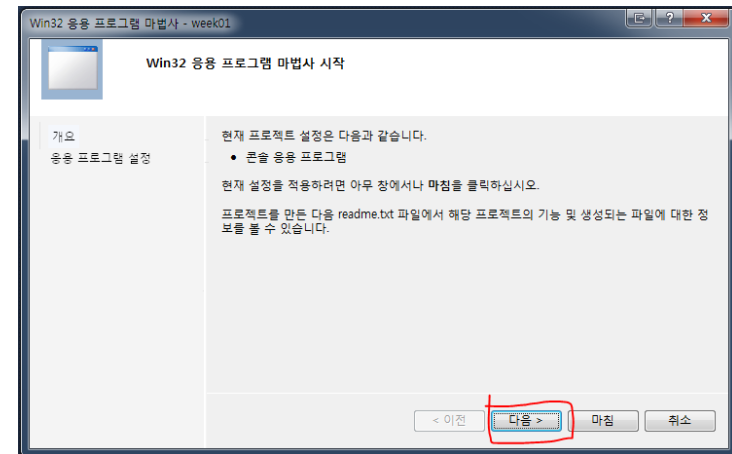 Win32 응용 프로그램 마법사 - week01
Win32 응용 프로그램 마법사 시작
개요
응용 프로그램 설정
현재 프로젝트 설정은 다음과 같습니다.
• 콘솔 응용 프로그램
현재 설정을 적용하려면 아무 창에서나 마침을 클릭하십시오.
프로젝트를 만든 다음 readme.txt 파일에서 해당 프로젝트의 기능 및 생성되는 파일에 대한 정
보를 볼 수 있습니다.
< 이전 다음 > 마침 취소